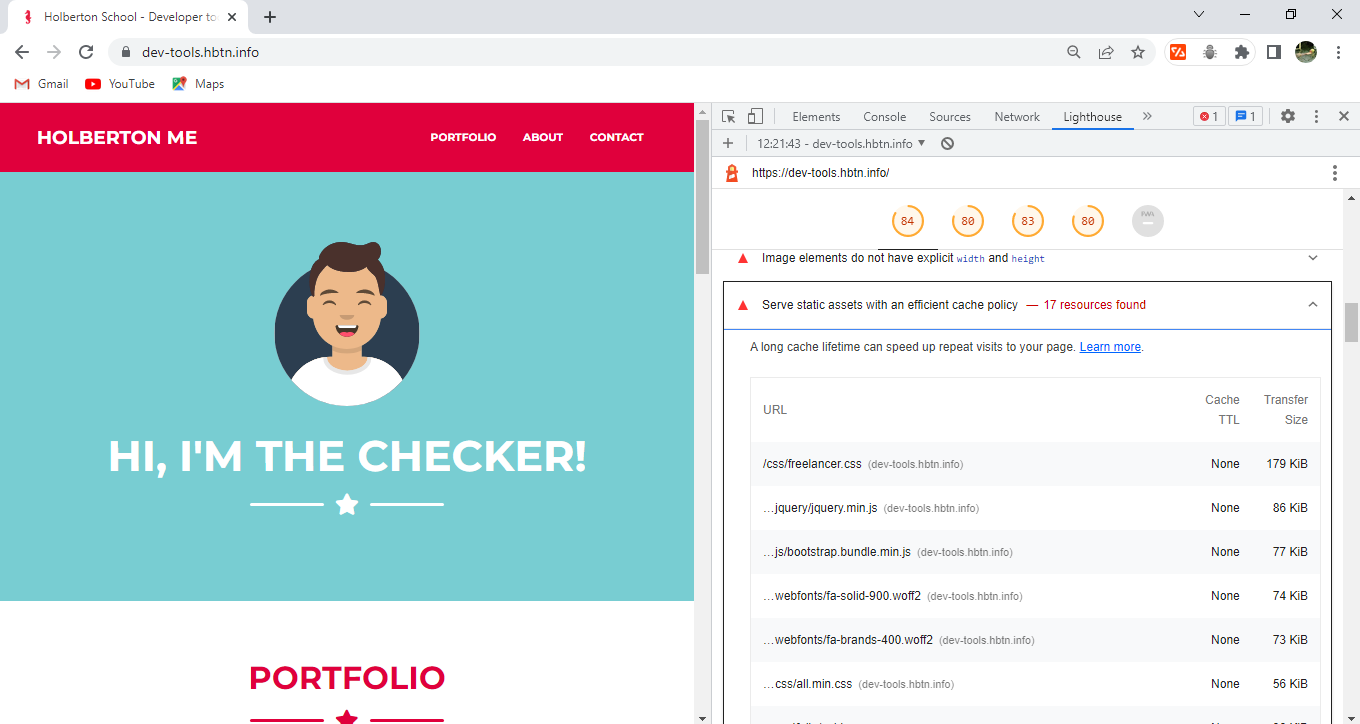 Holberton School - Developer to
dev-tools.hbtn.info
Gmail
YouTube
Maps
HOLBERTON ME
PORTFOLIO
ABOUT
CONTACT
HI, I'M THE CHECKER!
PORTFOLIO
Elements
Console
Sources
Network
Lighthouse
1
1
12:21:43 - dev-tools.hbtn.info
https://dev-tools.hbtn.info/
84
80
83
80
PWA
Image elements do not have explicit width and height
Serve static assets with an efficient cache policy — 17 resources found
A long cache lifetime can speed up repeat visits to your page. Learn more.
URL
Cache TTL
Transfer Size
/css/freelancer.css (dev-tools.hbtn.info) None 179 KiB
…jquery/jquery.min.js (dev-tools.hbtn.info) None 86 KiB
…js/bootstrap.bundle.min.js (dev-tools.hbtn.info) None 77 KiB
…webfonts/fa-solid-900.woff2 (dev-tools.hbtn.info) None 74 KiB
…webfonts/fa-brands-400.woff2 (dev-tools.hbtn.info) None 73 KiB
…css/all.min.css (dev-tools.hbtn.info) None 56 KiB